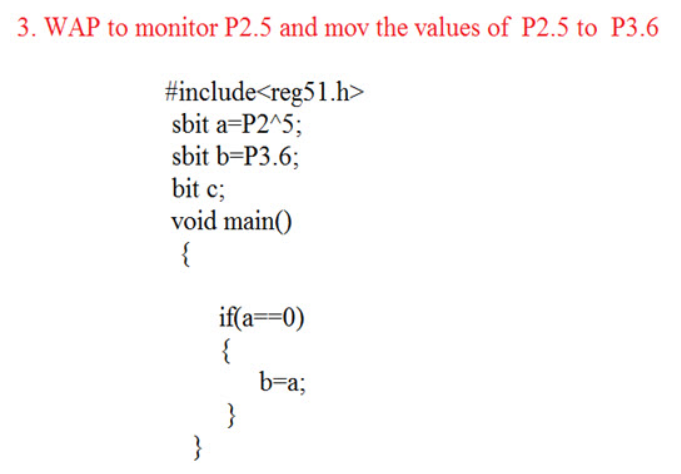 3. WAP to monitor P2.5 and mov the values of P2.5 to P3.6
#include<reg51.h>
sbit a=P2^5;
sbit b=P3.6;
bit c;
void main()
{
if(a==0)
{
b=a;
}
}